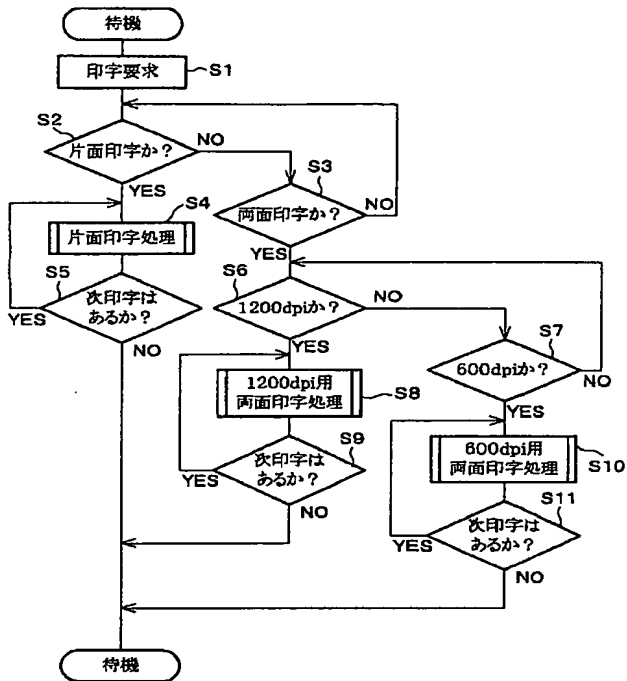 待機
印字要求
S1
S2
片面印字か?
NO
YES
S3
両面印字か?
NO
YES
S4
片面印字処理
S5
次印字は
あるか?
YES
NO
S6
1200dpiか?
NO
YES
S7
600dpiか?
NO
YES
1200dpi用
両面印字処理
S8
S9
次印字は
あるか?
YES
NO
600dpi用
両面印字処理
S10
S11
次印字は
あるか?
YES
NO
待機